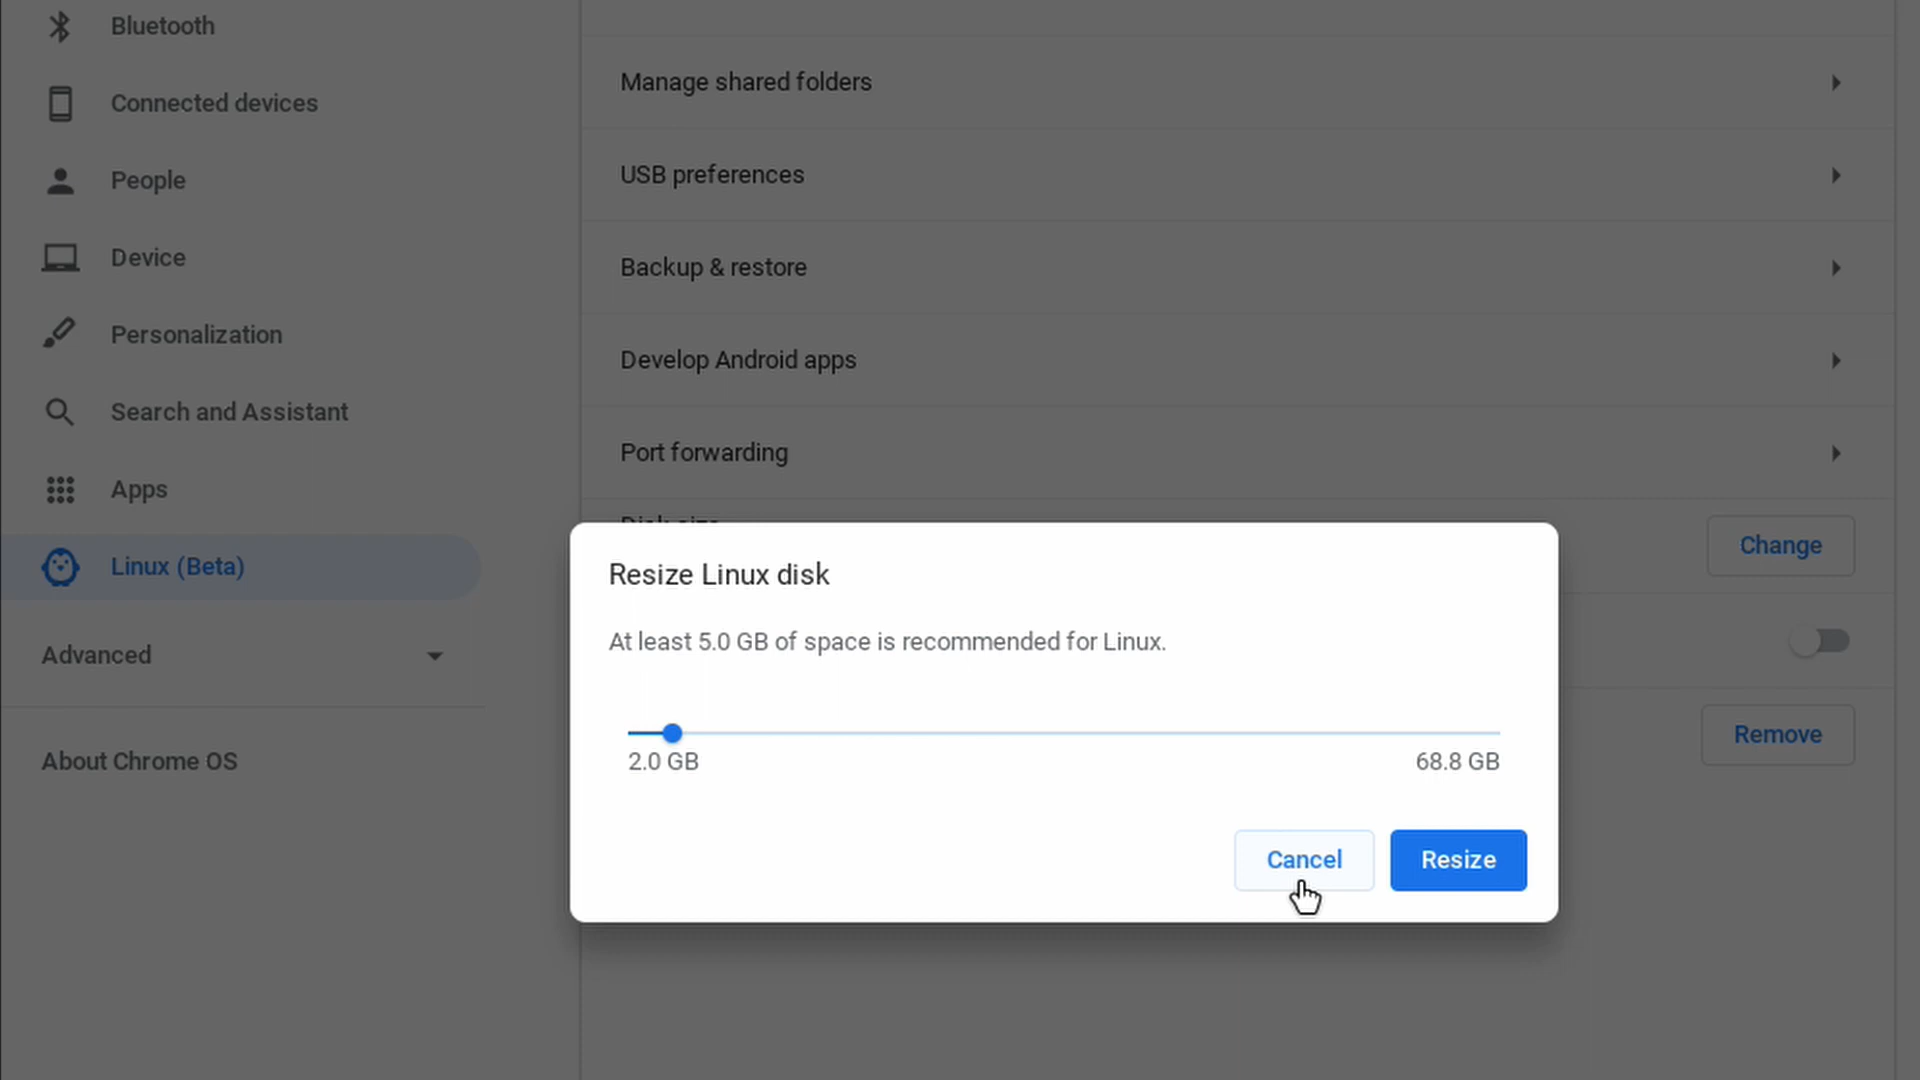 Bluetooth
Connected devices
People
Device
Personalization
Search and Assistant
Apps
Linux (Beta)
Advanced
About Chrome OS
Manage shared folders
USB preferences
Backup & restore
Develop Android apps
Port forwarding
Disk size
Change
Remove
Resize Linux disk
At least 5.0 GB of space is recommended for Linux.
2.0 GB
68.8 GB
Cancel
Resize